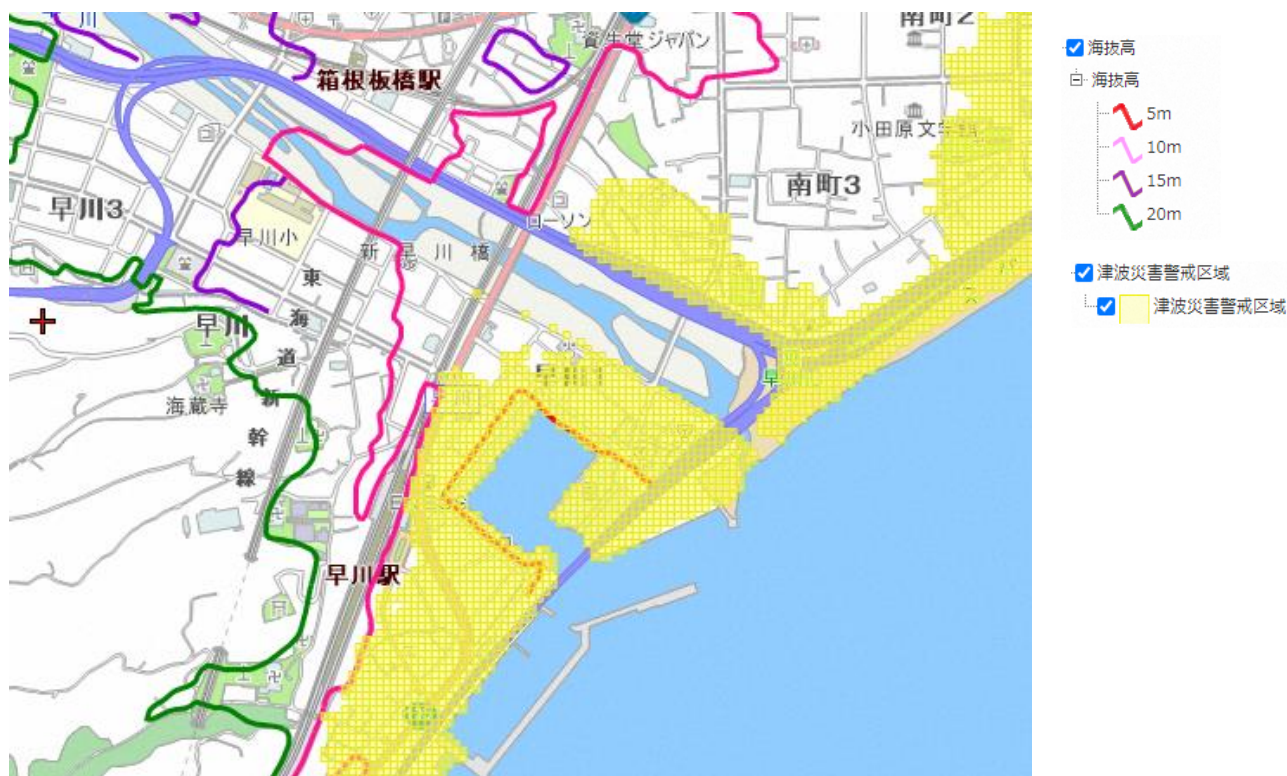 川
南町2
資生堂ジャパン
箱根板橋駅
小田原文学館
南町3
早川3
ローソン
早川小
新早川橋
東海道新幹線
早川
海蔵寺
早川駅
海抜高
海抜高
5m
10m
15m
20m
津波災害警戒区域
津波災害警戒区域